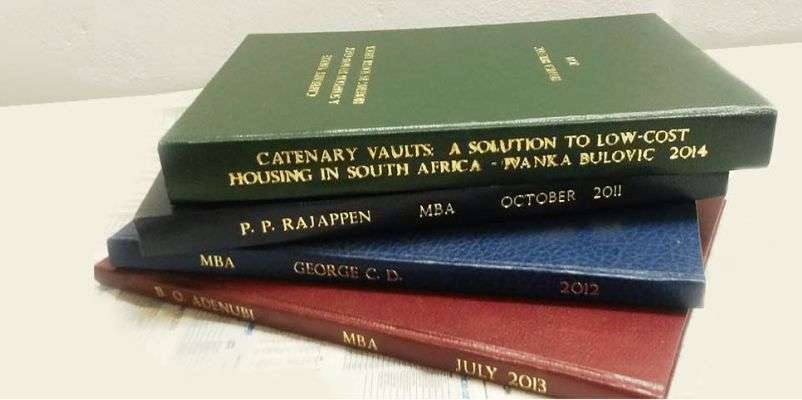 CATENARY VAULTS: A SOLUTION TO LOW-COST
HOUSING IN SOUTH AFRICA - IVANKA BULOVIC 2014
P. P. RAJAPPEN MBA OCTOBER 2011
MBA GEORGE C. D. 2012
O. ADENUBI MBA JULY 2013